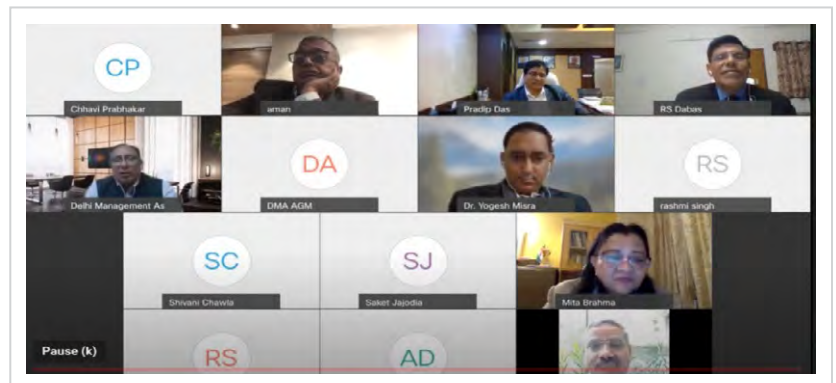 CP
Chhavi Prabhakar
aman
Pradip Das
RS Dabas
Delhi Management As
DA
DMA AGM
Dr. Yogesh Misra
RS
rashmi singh
SC
Shivani Chawla
SJ
Saket Jajodia
Mita Brahma
Pause (k)
RS
AD